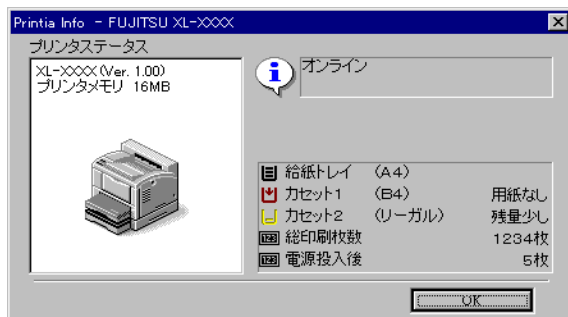 Printia Info - FUJITSU XL-XXXX
プリンタステータス
XL-XXXX (Ver. 1.00)
プリンタメモリ 16MB
オンライン
給紙トレイ (A4)
カセット1 (B4) 用紙なし
カセット2 (リーガル) 残量少し
総印刷枚数 1234枚
電源投入後 5枚
OK